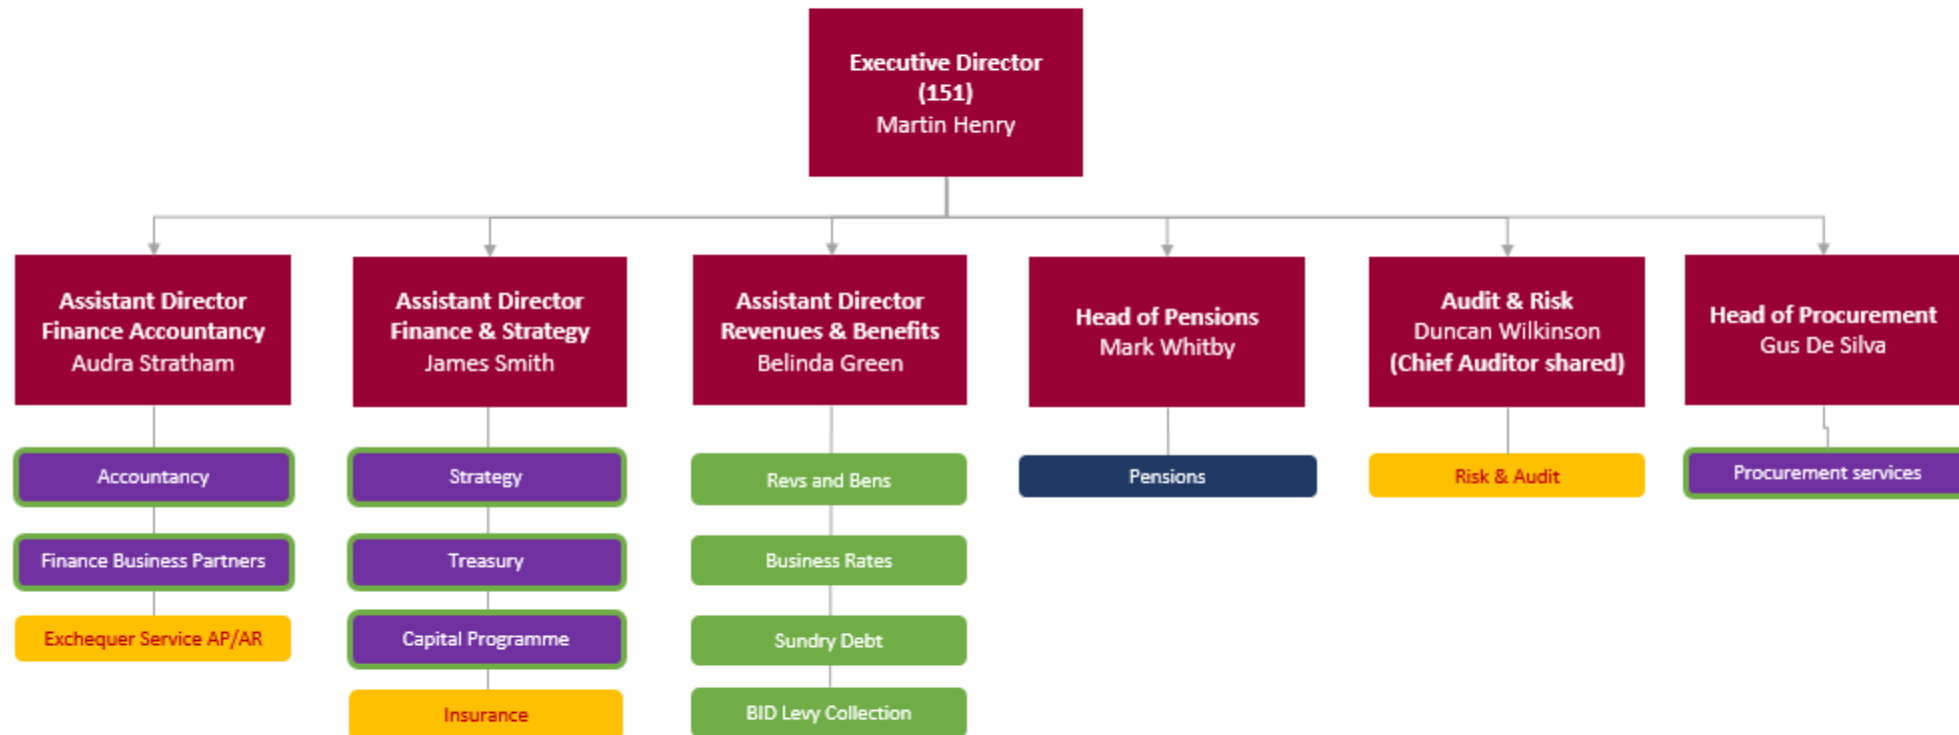 Executive Director
(151)
Martin Henry
Assistant Director
Finance Accountancy
Audra Stratham
Assistant Director
Finance & Strategy
James Smith
Assistant Director
Revenues & Benefits
Belinda Green
Head of Pensions
Mark Whitby
Audit & Risk
Duncan Wilkinson
(Chief Auditor shared)
Head of Procurement
Gus De Silva
Accountancy
Finance Business Partners
Exchequer Service AP/AR
Strategy
Treasury
Capital Programme
Insurance
Revs and Bens
Business Rates
Sundry Debt
BID Levy Collection
Pensions
Risk & Audit
Procurement services